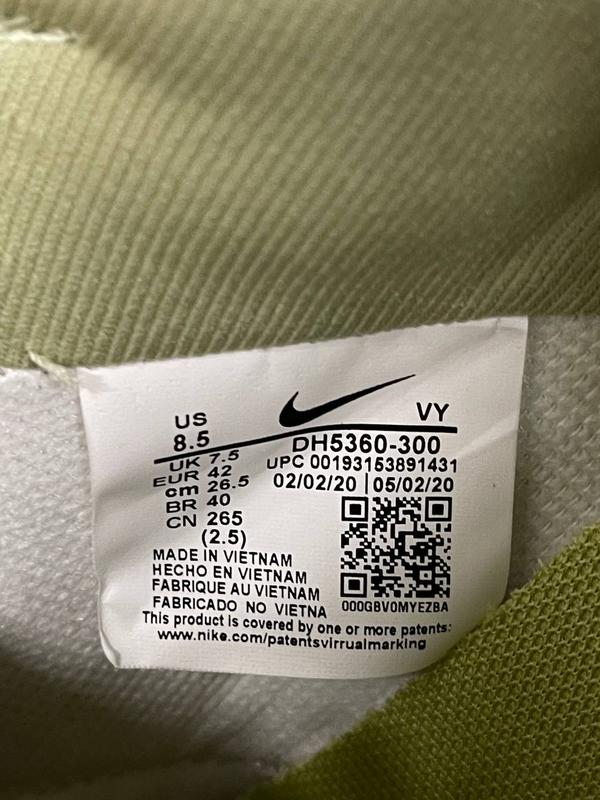 US
8.5
VY
UK 7.5
EUR 42
cm 26.5
BR 40
CN 265
(2.5)
DH5360-300
UPC 00193153891431
02/02/20 | 05/02/20
000GBV0MYEZBA
MADE IN VIETNAM
HECHO EN VIETNAM
FABRIQUE AU VIETNAM
FABRICADO NO VIETNA
This product is covered by one or more patents:
www.nike.com/patentsvirrualmarking